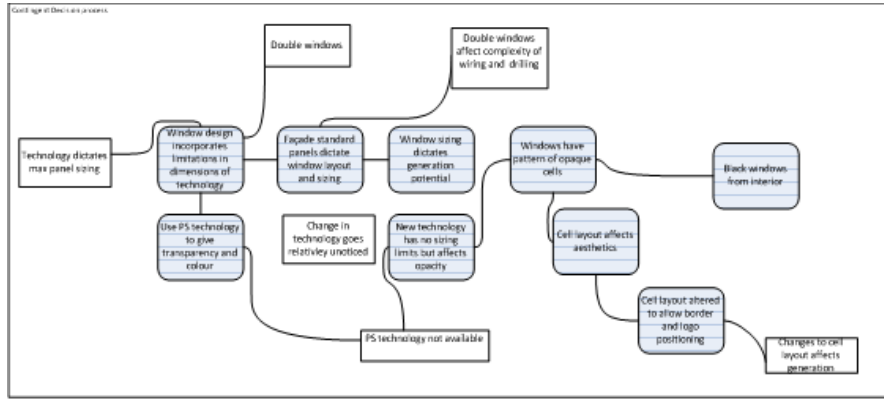 Contingent Decision process
Double windows
Double windows
affect complexity of
wiring and drilling
Technology dictates
max panel sizing
Window design
incorporates
limitations in
dimensions of
technology
Façade standard
panels dictate
window layout
and sizing
Window sizing
dictates
generation
potential
Windows have
pattern of opaque
cells
Black windows
from interior
Use PS technology
to give
transparency and
colour
Change in
technology goes
relativley unoticed
New technology
has no sizing
limits but affects
opacity
Cell layout affects
aesthetics
Cell layout altered
to allow border
and logo
positioning
PS technology not available
Changes to cell
layout affects
generation